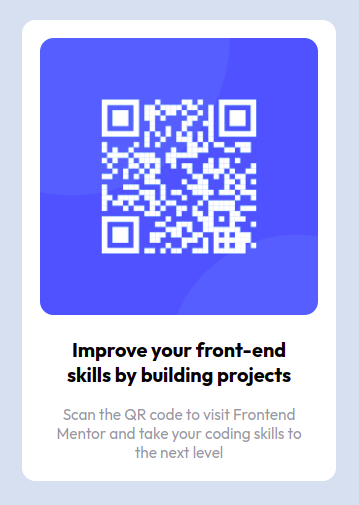 Improve your front-end
skills by building projects
Scan the QR code to visit Frontend
Mentor and take your coding skills to
the next level